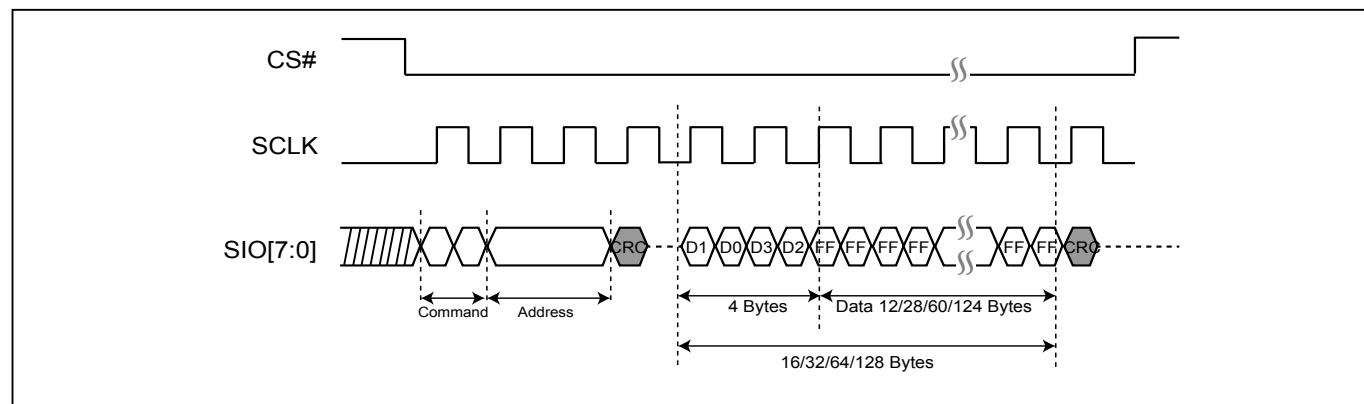 CS#
SCLK
SIO[7:0]
CRC D1 D0 D3 D2 FF FF FF FF FF FF CRC
Command Address 4 Bytes Data 12/28/60/124 Bytes
16/32/64/128 Bytes